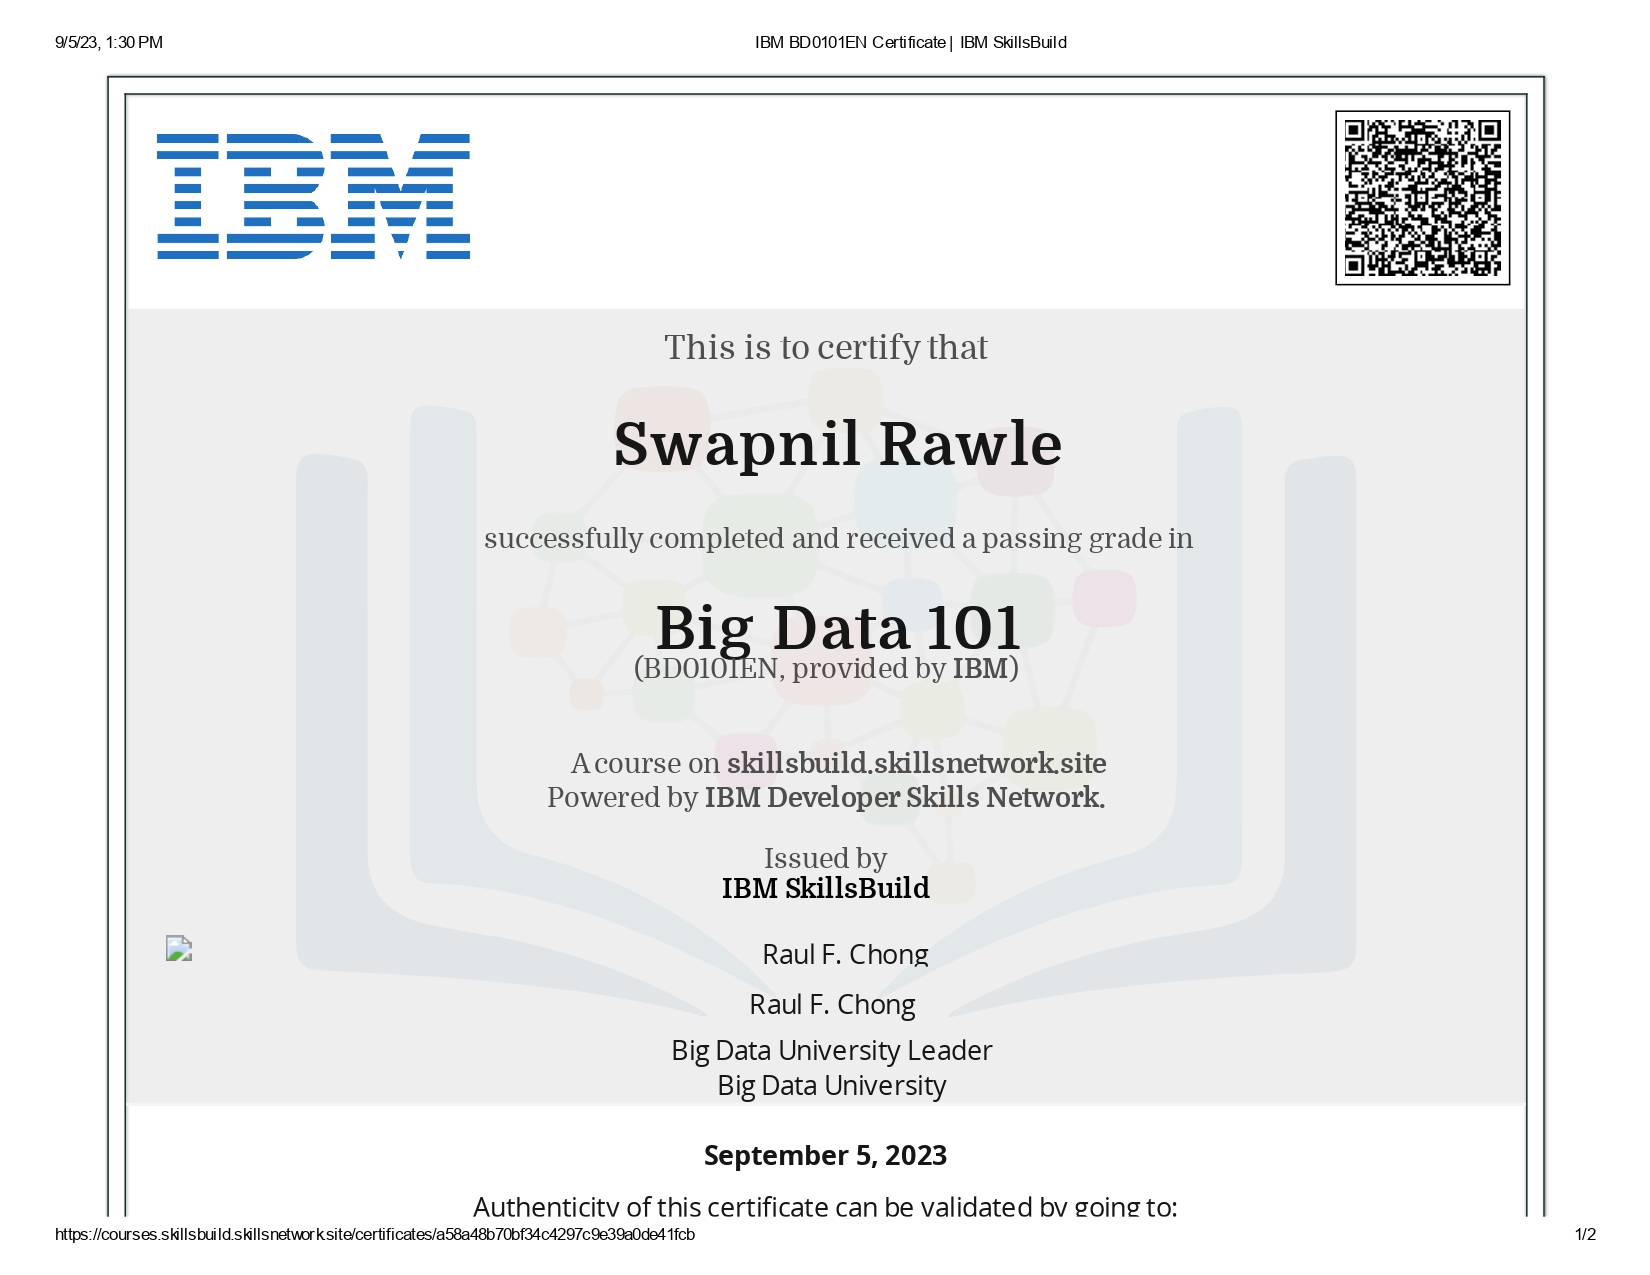 9/5/23, 1:30 PM
IBM BD0101EN Certificate | IBM SkillsBuild
IBM
This is to certify that
Swapnil Rawle
successfully completed and received a passing grade in
Big Data 101
(BD0101EN, provided by IBM)
A course on skillsbuild.skillsnetwork.site
Powered by IBM Developer Skills Network.
Issued by
IBM SkillsBuild
Raul F. Chong
Raul F. Chong
Big Data University Leader
Big Data University
September 5, 2023
Authenticity of this certificate can be validated by going to:
https://courses.skillsbuild.skillsnetwork.site/certificates/a58a48b70bf34c4297c9e39a0de41fcb
1/2